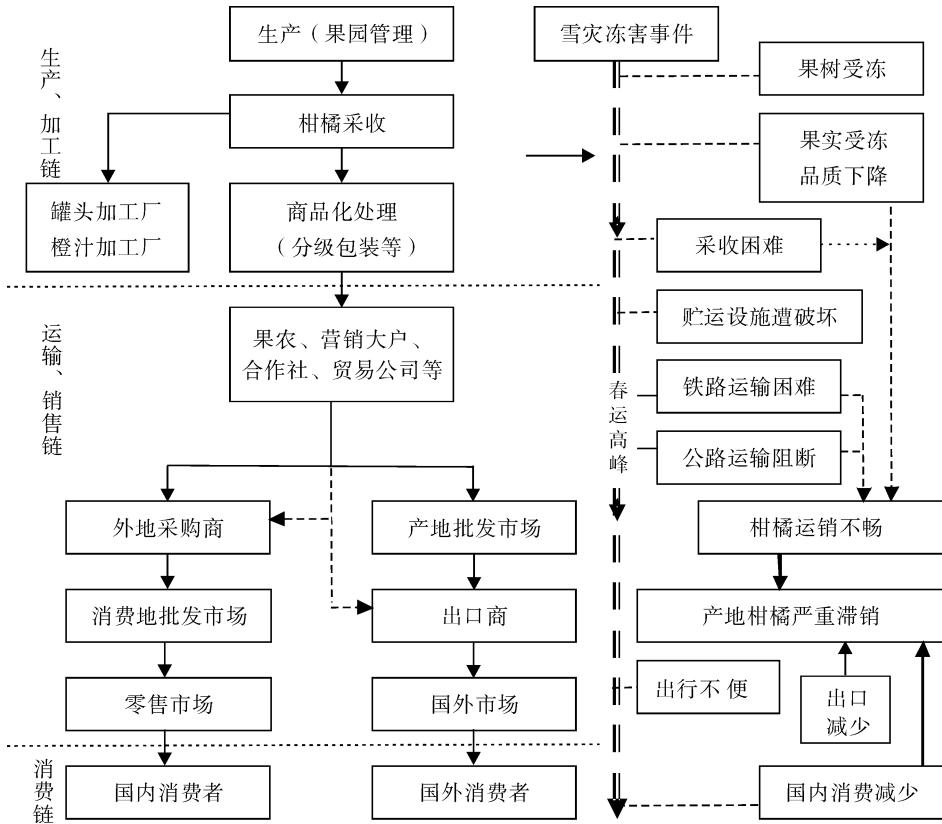 生产（果园管理）
雪灾冻害事件
生产、加工链
果树受冻
柑橘采收
果实受冻
品质下降
罐头加工厂
橙汁加工厂
商品化处理
（分级包装等）
采收困难
运输、销售链
果农、营销大户、
合作社、贸易公司等
贮运设施遭破坏
春运高峰
铁路运输困难
公路运输阻断
外地采购商
产地批发市场
柑橘运销不畅
消费地批发市场
出口商
产地柑橘严重滞销
零售市场
国外市场
出行不 便
出口
减少
消费链
国内消费者
国外消费者
国内消费减少